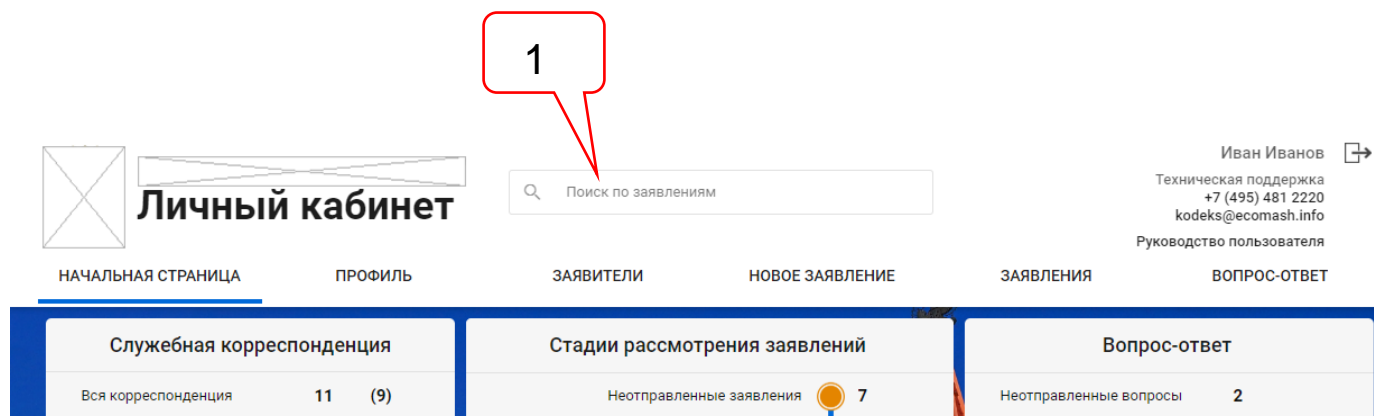 1
Иван Иванов
Техническая поддержка
+7 (495) 481 2220
kodeks@ecomash.info
Руководство пользователя
Личный кабинет
Поиск по заявлениям
НАЧАЛЬНАЯ СТРАНИЦА ПРОФИЛЬ ЗАЯВИТЕЛИ НОВОЕ ЗАЯВЛЕНИЕ ЗАЯВЛЕНИЯ ВОПРОС-ОТВЕТ
Служебная корреспонденция
Вся корреспонденция 11 (9)
Стадии рассмотрения заявлений
Неотправленные заявления 7
Вопрос-ответ
Неотправленные вопросы 2